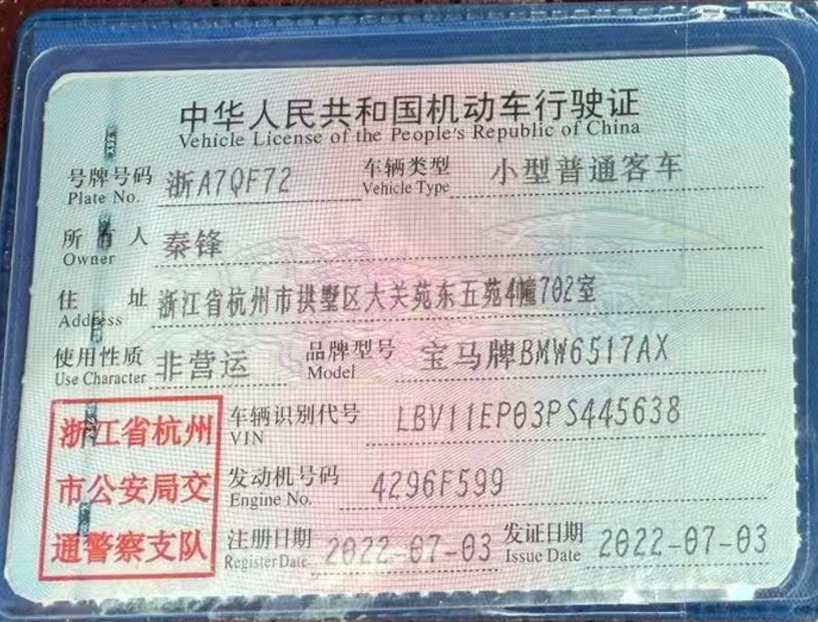 中华人民共和国机动车行驶证
Vehicle License of the People's Republic of China
号牌号码 浙A7QF72 车辆类型 小型普通客车
Plate No. Vehicle Type
所有人 秦锋
Owner
住址 浙江省杭州市拱墅区大关苑东五苑4幢702室
Address
使用性质 非营运 品牌型号 宝马牌BMW6517AX
Use Character Model
浙江省杭州 车辆识别代号 LBV11EP03PS445638
VIN
市公安局交 发动机号码 4296F599
Engine No.
通警察支队 注册日期 2022-07-03 发证日期 2022-07-03
Register Date Issue Date